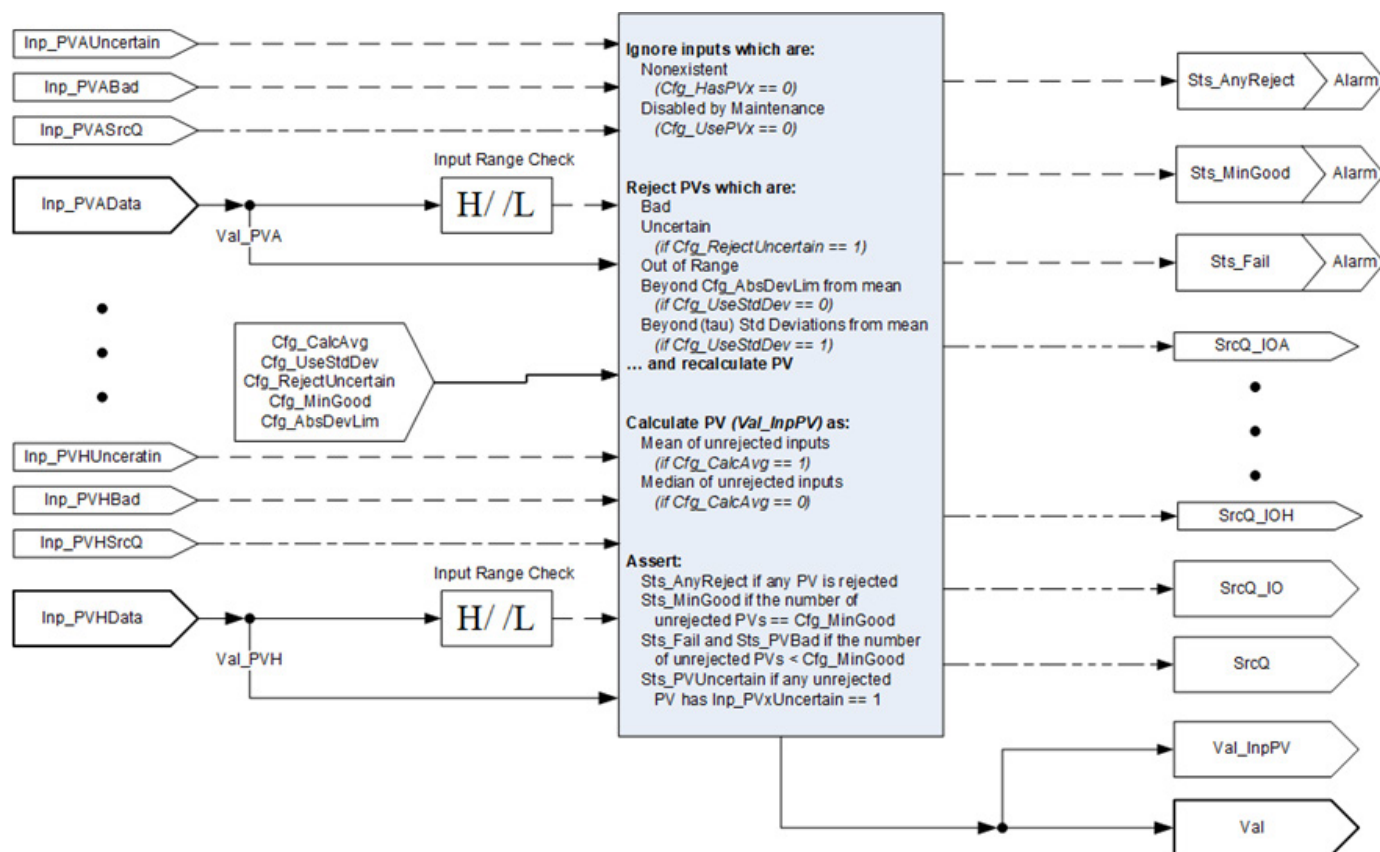 Inp_PVAUncertain
Inp_PVABad
Inp_PVASrcQ
Inp_PVAData
Val_PVA
Input Range Check
H/ /L
Cfg_CalcAvg
Cfg_UseStdDev
Cfg_RejectUncertain
Cfg_MinGood
Cfg_AbsDevLim
Inp_PVHUnceratin
Inp_PVHBad
Inp_PVHSrcQ
Inp_PVHData
Val_PVH
Input Range Check
H/ /L
Ignore inputs which are:
Nonexistent
(Cfg_HasPVx == 0)
Disabled by Maintenance
(Cfg_UsePVx == 0)
Reject PVs which are:
Bad
Uncertain
(if Cfg_RejectUncertain == 1)
Out of Range
Beyond Cfg_AbsDevLim from mean
(if Cfg_UseStdDev == 0)
Beyond (tau) Std Deviations from mean
(if Cfg_UseStdDev == 1)
... and recalculate PV
Calculate PV (Val_InpPV) as:
Mean of unrejected inputs
(if Cfg_CalcAvg == 1)
Median of unrejected inputs
(if Cfg_CalcAvg == 0)
Assert:
Sts_AnyReject if any PV is rejected
Sts_MinGood if the number of
unrejected PVs == Cfg_MinGood
Sts_Fail and Sts_PVBad if the number
of unrejected PVs < Cfg_MinGood
Sts_PVUncertain if any unrejected
PV has Inp_PVxUncertain == 1
Sts_AnyReject Alarm
Sts_MinGood Alarm
Sts_Fail Alarm
SrcQ_IOA
SrcQ_IOH
SrcQ_IO
SrcQ
Val_InpPV
Val